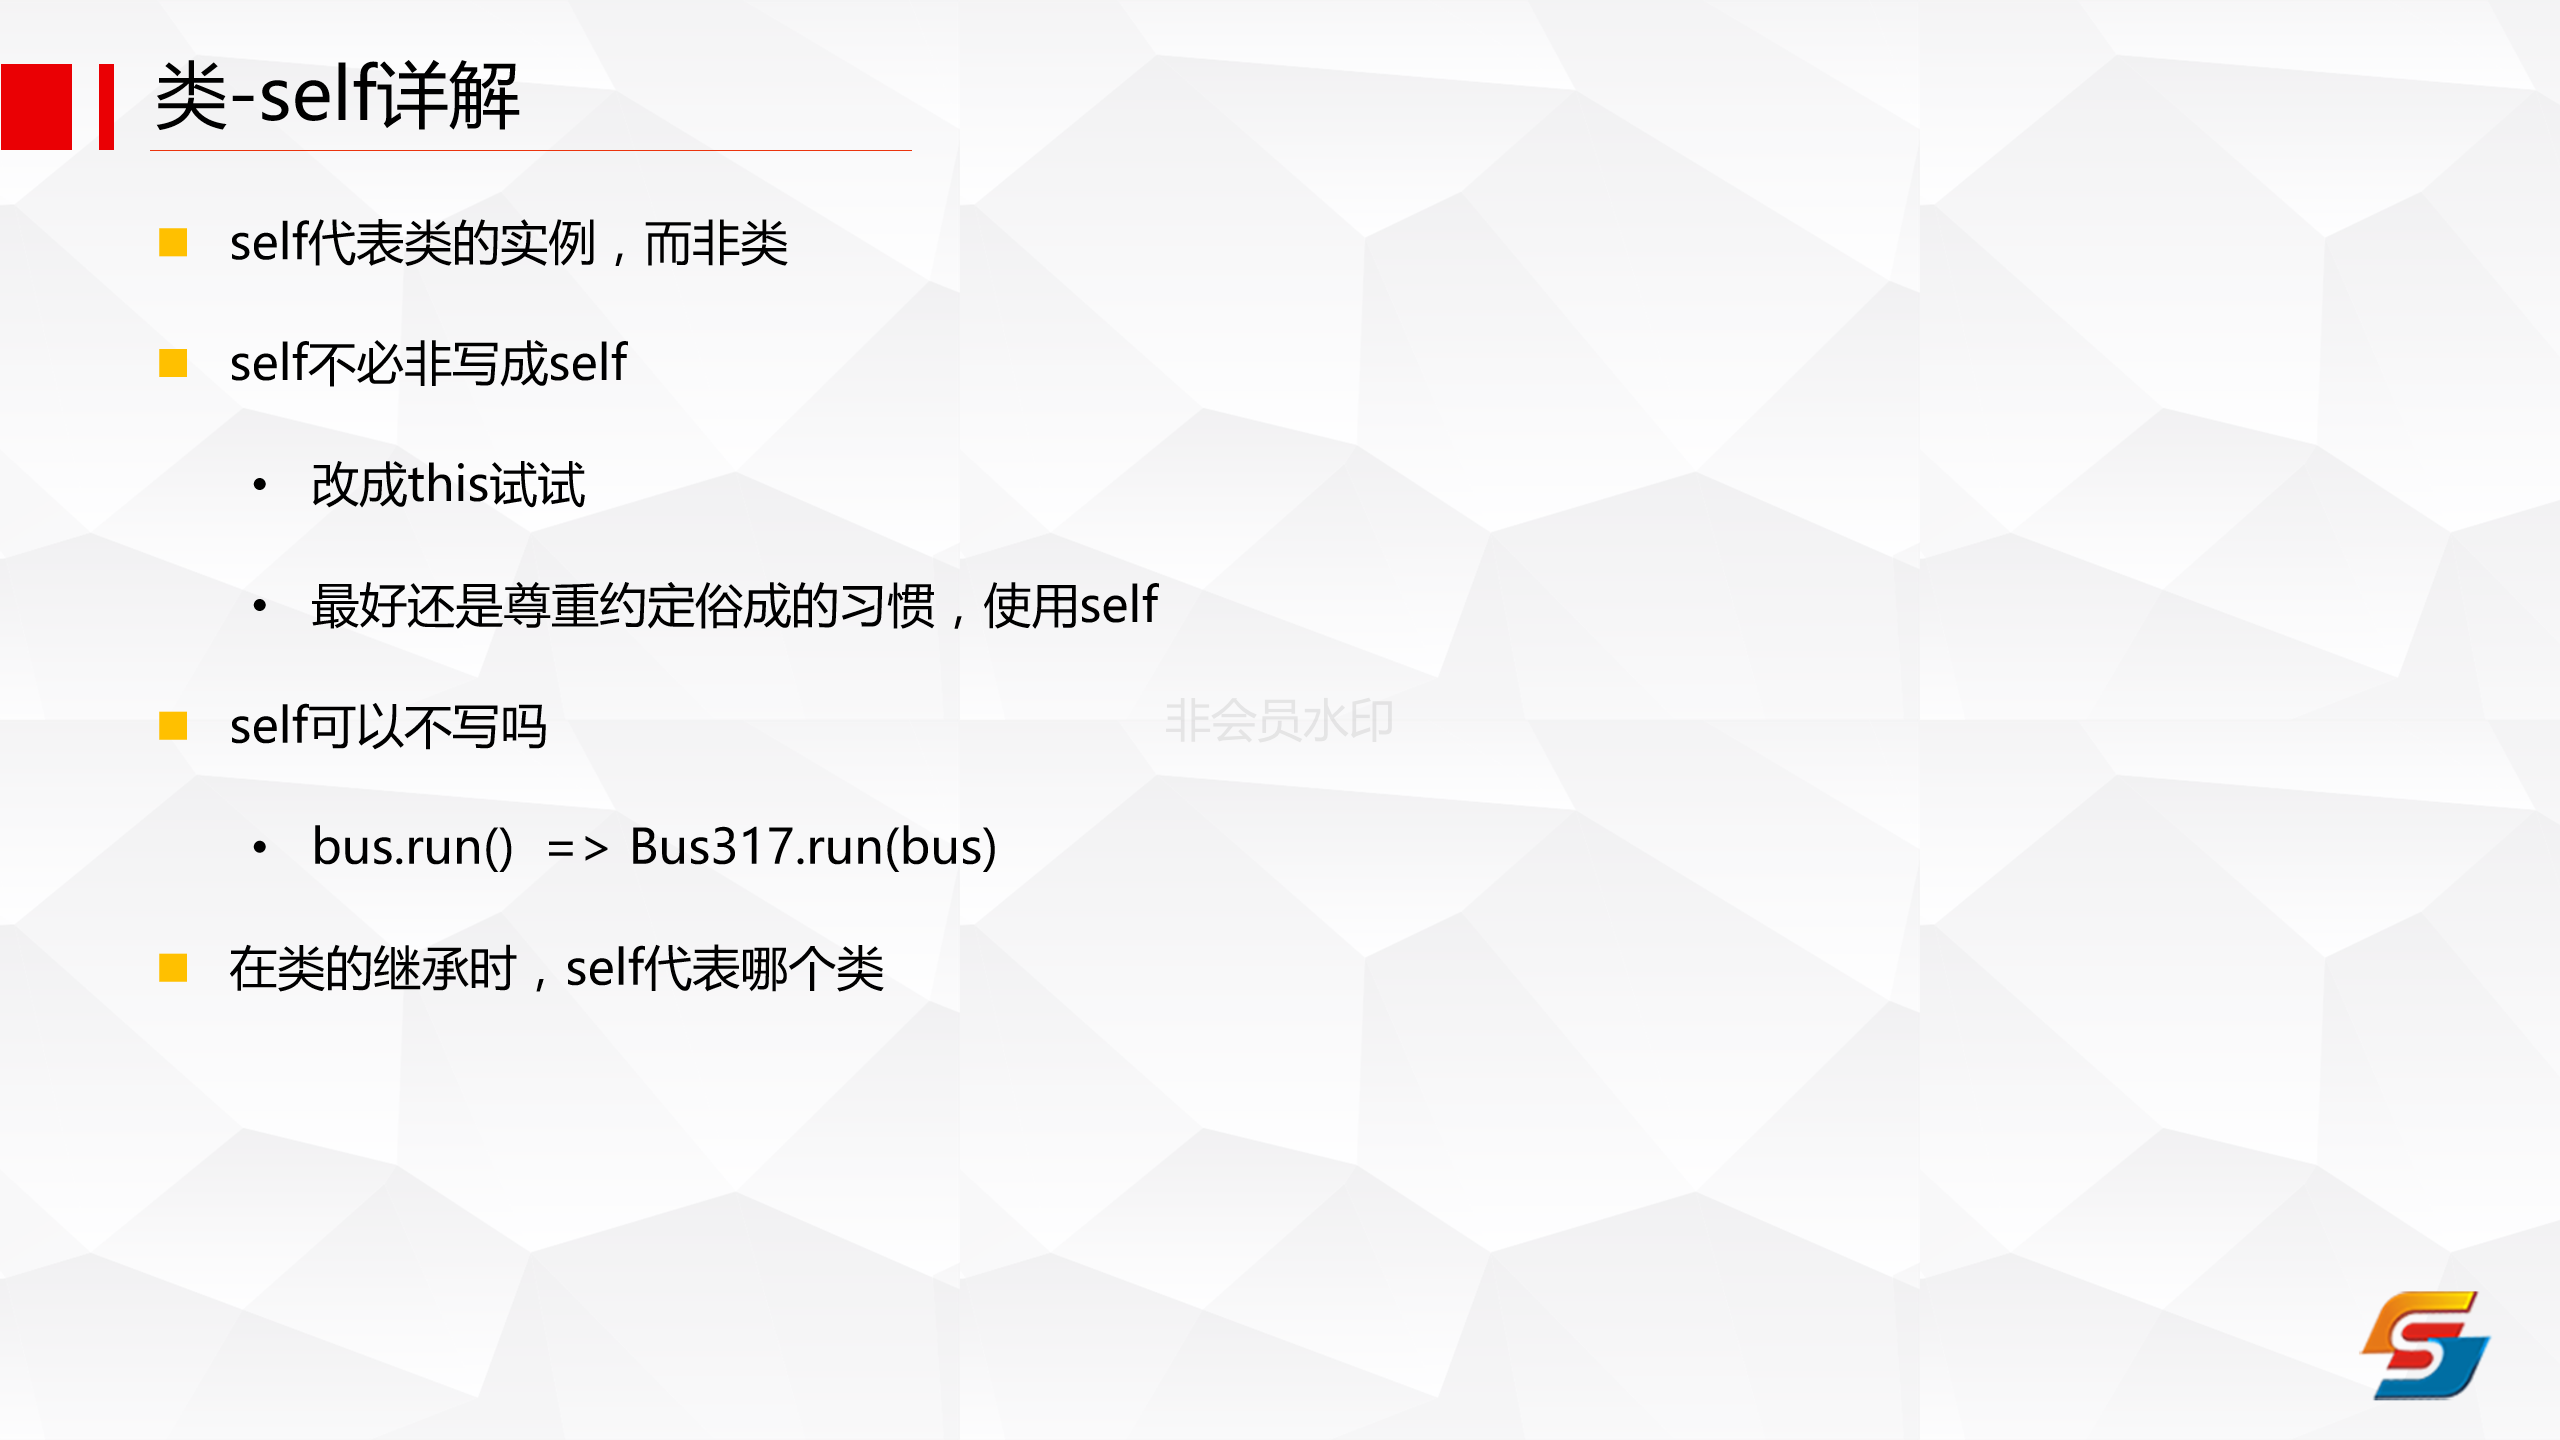 类-self详解
self代表类的实例，而非类
self不必非写成self
改成this试试
最好还是尊重约定俗成的习惯，使用self
self可以不写吗
非会员水印
bus.run()  => Bus317.run(bus)
在类的继承时，self代表哪个类